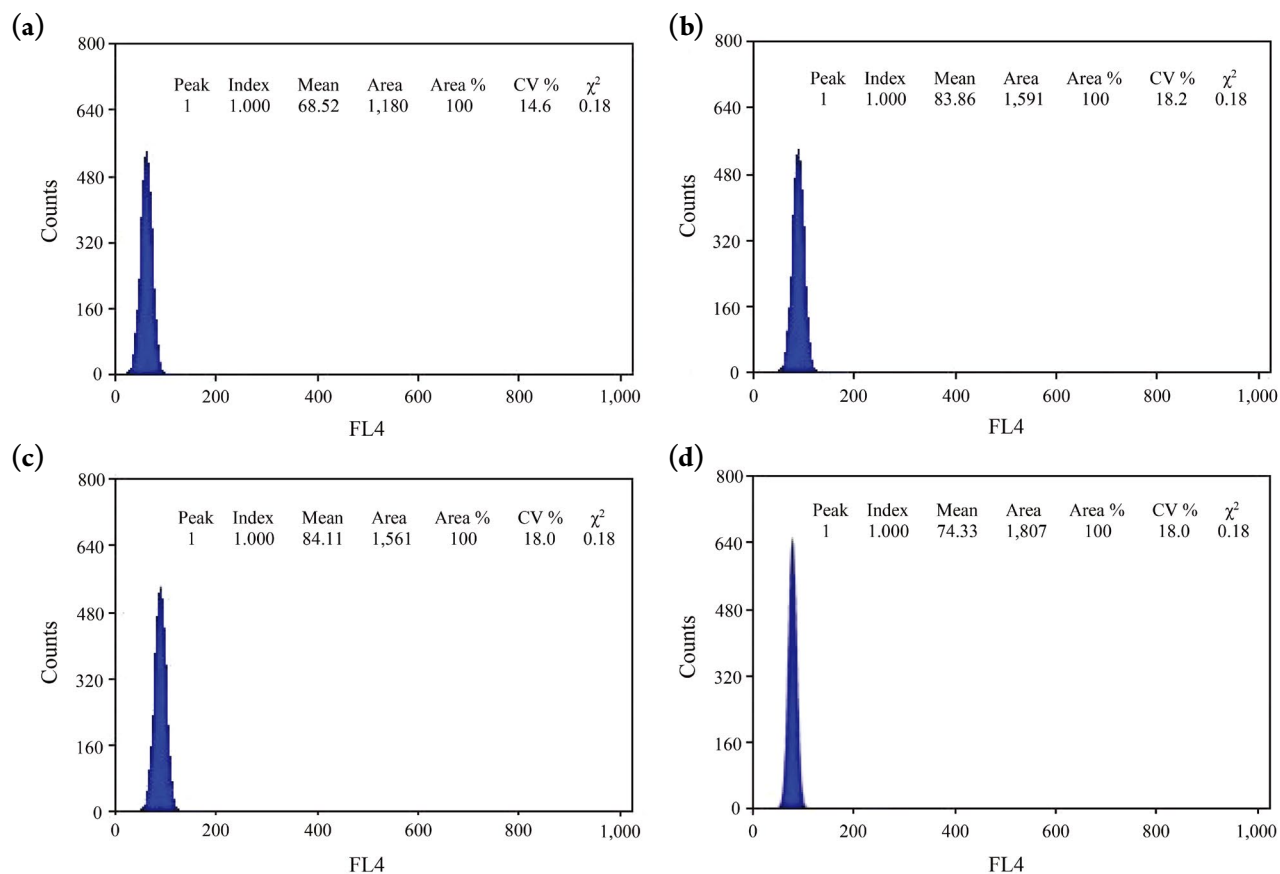 (a)
800
640
480
320
160
0
Counts
Peak Index Mean Area Area % CV % χ²
1 1.000 68.52 1,180 100 14.6 0.18
0 200 400 600 800 1,000
FL4
(b)
800
640
480
320
160
0
Counts
Peak Index Mean Area Area % CV % χ²
1 1.000 83.86 1,591 100 18.2 0.18
0 200 400 600 800 1,000
FL4
(c)
800
640
480
320
160
0
Counts
Peak Index Mean Area Area % CV % χ²
1 1.000 84.11 1,561 100 18.0 0.18
0 200 400 600 800 1,000
FL4
(d)
800
640
480
320
160
0
Counts
Peak Index Mean Area Area % CV % χ²
1 1.000 74.33 1,807 100 18.0 0.18
0 200 400 600 800 1,000
FL4